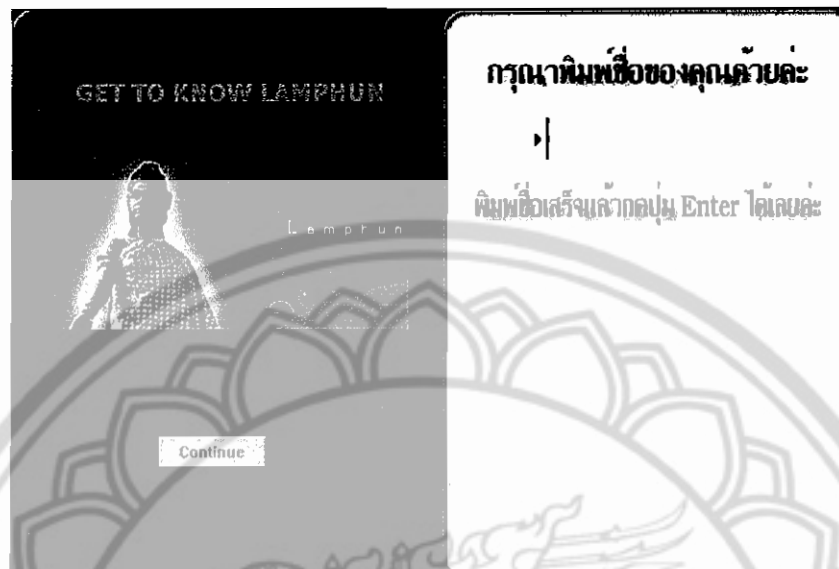 GET TO KNOW LAMPHUN
Lamphun
Continue
กรุณาพิมพ์ชื่อของคุณด้วยค่ะ
พิมพ์ชื่อเสร็จแล้วกดปุ่ม Enter ได้เลยค่ะ